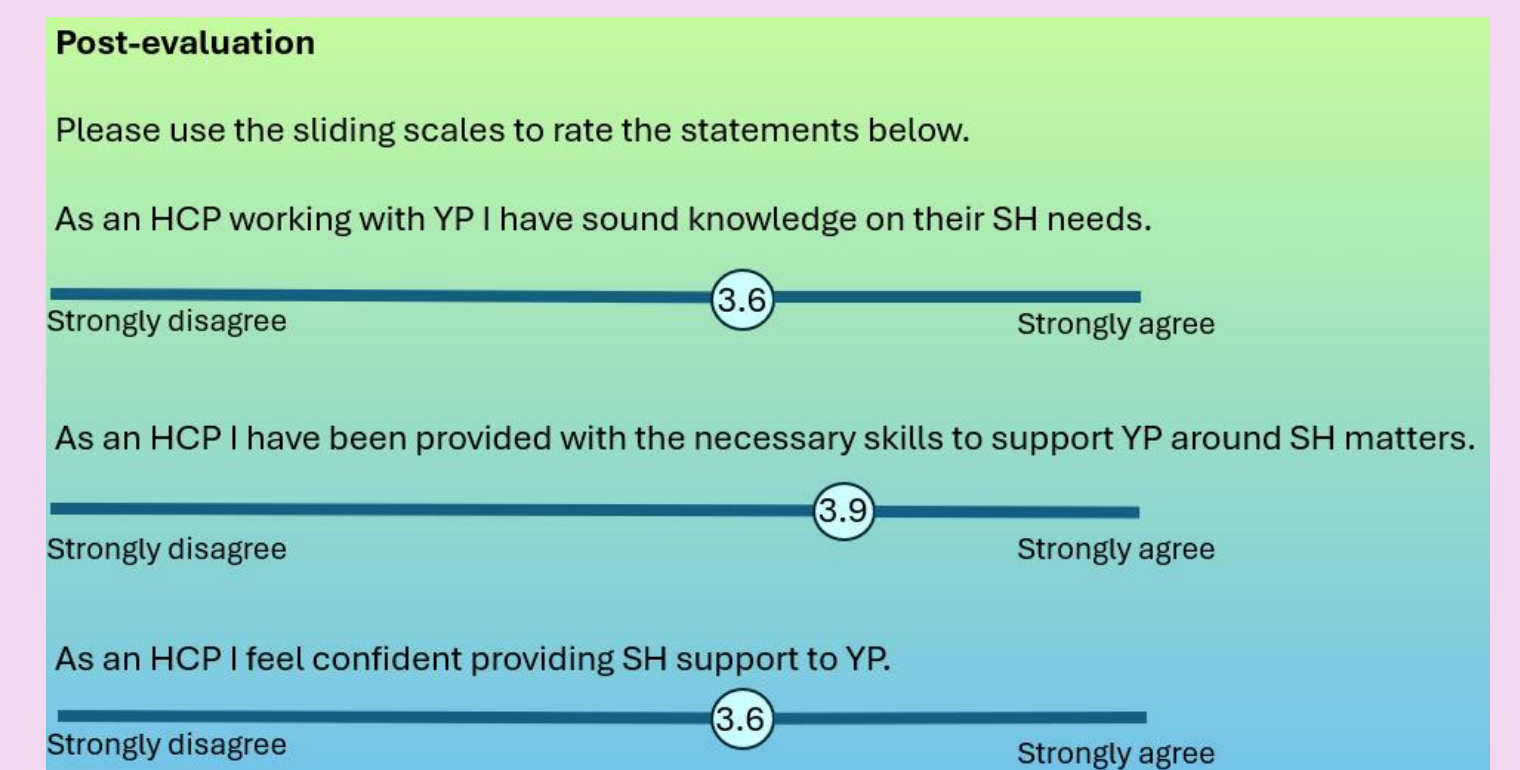 Post-evaluation
Please use the sliding scales to rate the statements below.
As an HCP working with YP I have sound knowledge on their SH needs.
3.6
Strongly disagree
Strongly agree
As an HCP I have been provided with the necessary skills to support YP around SH matters.
3.9
Strongly disagree
Strongly agree
As an HCP I feel confident providing SH support to YP.
3.6
Strongly disagree
Strongly agree